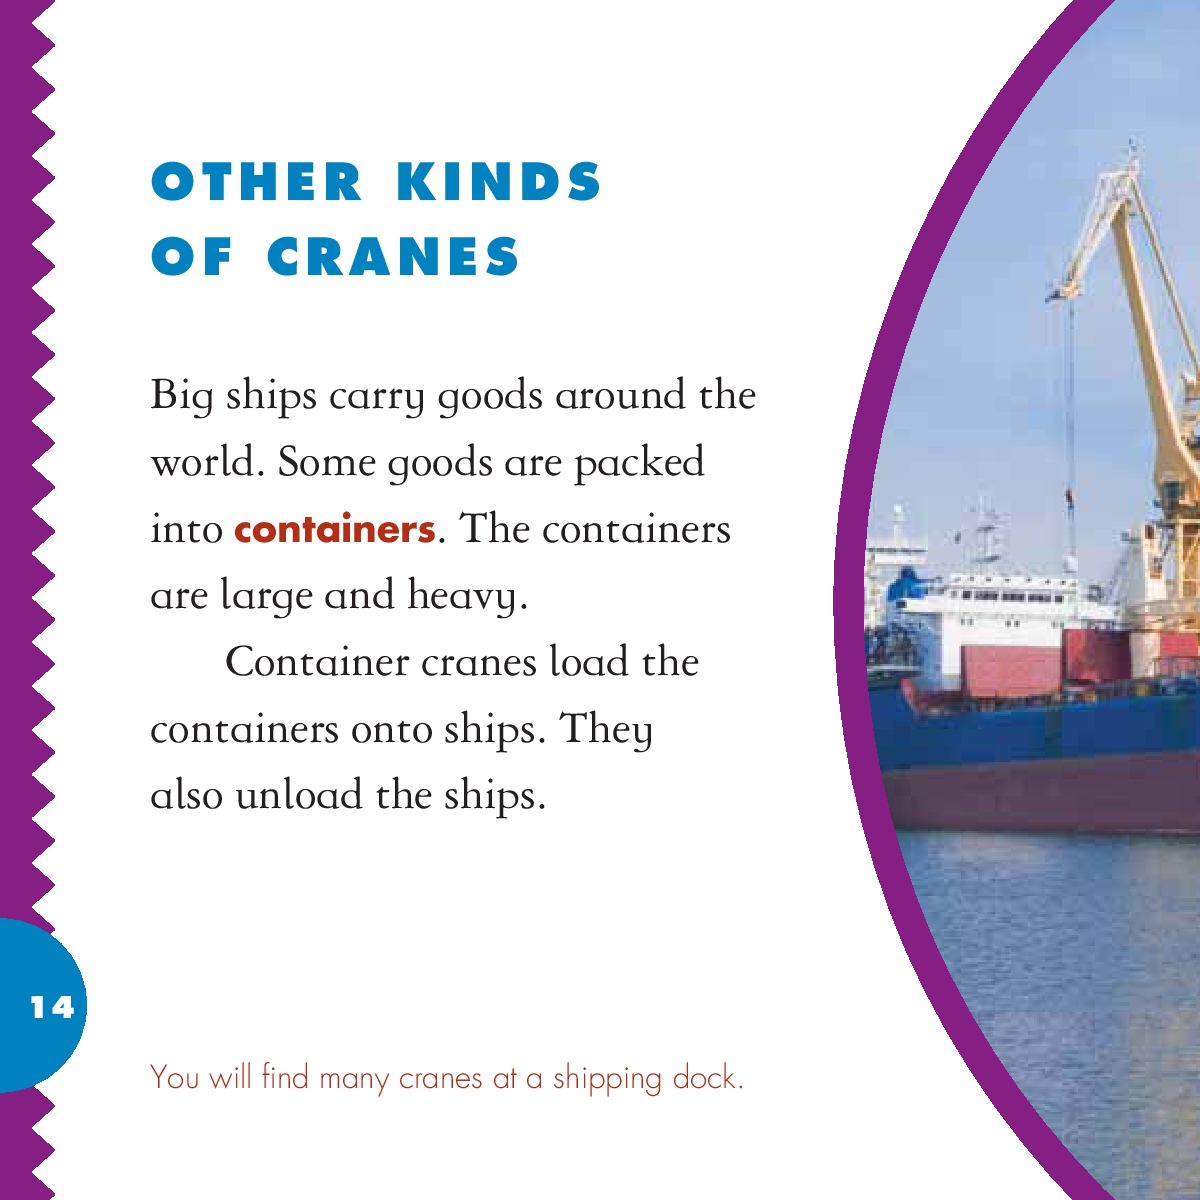 OTHER KINDS
OF CRANES
Big ships carry goods around the
world. Some goods are packed
into containers. The containers
are large and heavy.
Container cranes load the
containers onto ships. They
also unload the ships.
14
You will find many cranes at a shipping dock.